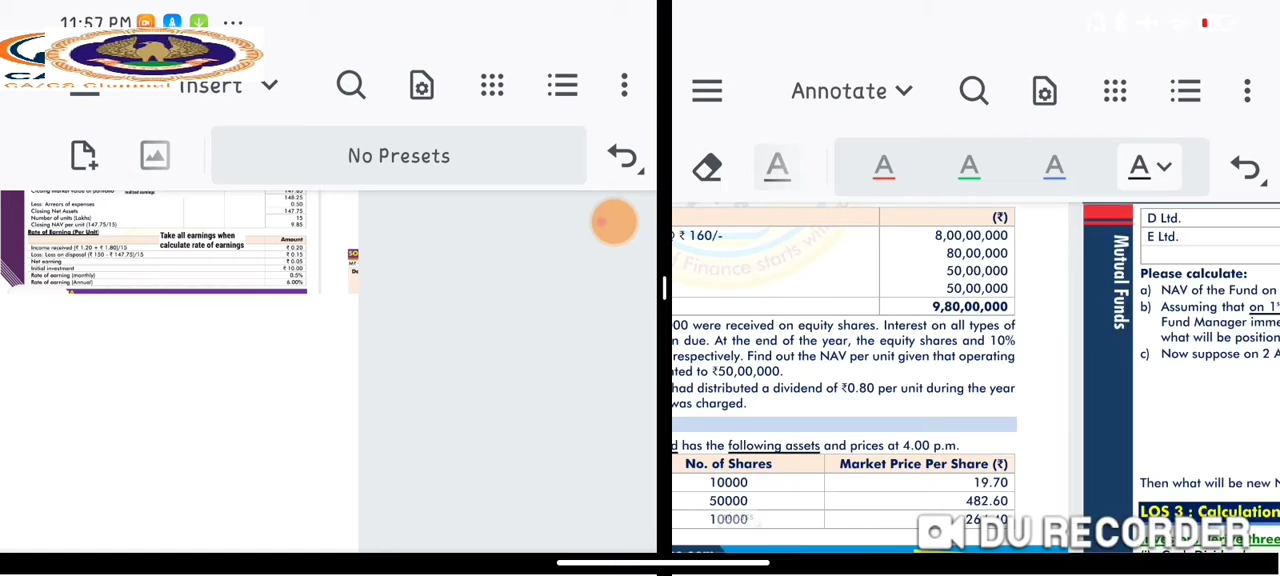 11:57 PM
Insert
No Presets
148.25
Less: Arrears of expenses 0.50
Closing Net Assets 147.75
Number of units (Lakhs) 15
Closing NAV per unit (147.75/15) 9.85
Rate of Earning (Per Unit)
Take all earnings when
calculate rate of earnings
Amount
Income received (₹ 1.20 + ₹ 1.80)/15 ₹ 0.20
Loss: Loss on disposal (₹ 150 - ₹ 147.75)/15 ₹ 0.15
Net earning ₹ 0.05
Initial investment ₹ 10.00
Rate of earning (monthly) 0.5%
Rate of earning (Annual) 6.00%
Annotate
A A A A A
(₹)
₹ 160/- 8,00,00,000
80,00,000
50,00,000
50,00,000
9,80,00,000
of Finance starts
00 were received on equity shares. Interest on all types of
n due. At the end of the year, the equity shares and 10%
respectively. Find out the NAV per unit given that operating
ted to ₹50,00,000.
had distributed a dividend of ₹0.80 per unit during the year
was charged.
d has the following assets and prices at 4.00 p.m.
No. of Shares Market Price Per Share (₹)
10000 19.70
50000 482.60
10000
Mutual Funds
D Ltd.
E Ltd.
Please calculate:
a) NAV of the Fund on
b) Assuming that on 1
Fund Manager imme
what will be position
c) Now suppose on 2 A
Then what will be new N
LOS 3 : Calculation
DU RECORDER